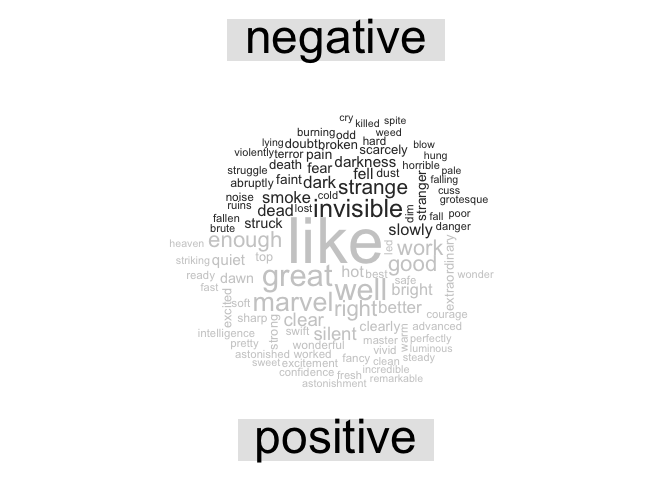 negative
cry killed spite
burning odd weed
lying doubt broken hard blow
violently terror pain scarcely hung
struggle death fear darkness horrible pale
abruptly faint dark fell dust falling
noise smoke cold strange stranger cuss
ruins dead lost invisible dim grotesque
fallen struck fall poor
brute slowly danger
heaven enough like led work
striking quiet top good extraordinary
ready dawn great hot best safe wonder
fast excited soft well bright
marvel right better
sharp strong clear courage
intelligence swift silent clearly warm advanced
pretty wonderful master perfectly
astonished worked vivid luminous
sweet excitement fancy clean steady
confidence fresh incredible
astonishment remarkable
positive